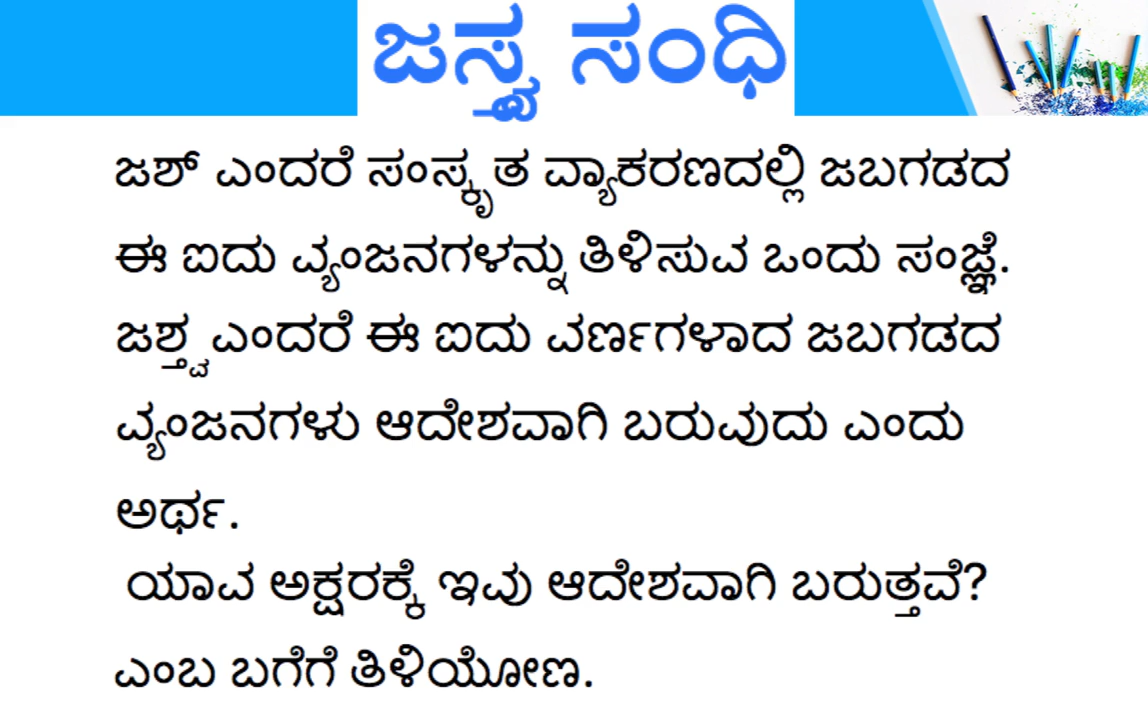 ಜಸ್ತ್ವ ಸಂಧಿ
ಜಶ್ ಎಂದರೆ ಸಂಸ್ಕೃತ ವ್ಯಾಕರಣದಲ್ಲಿ ಜಬಗಡದ
ಈ ಐದು ವ್ಯಂಜನಗಳನ್ನು ತಿಳಿಸುವ ಒಂದು ಸಂಜ್ಞೆ.
ಜಶ್ತ್ವ ಎಂದರೆ ಈ ಐದು ವರ್ಣಗಳಾದ ಜಬಗಡದ
ವ್ಯಂಜನಗಳು ಆದೇಶವಾಗಿ ಬರುವುದು ಎಂದು
ಅರ್ಥ.
ಯಾವ ಅಕ್ಷರಕ್ಕೆ ಇವು ಆದೇಶವಾಗಿ ಬರುತ್ತವೆ?
ಎಂಬ ಬಗೆಗೆ ತಿಳಿಯೋಣ.